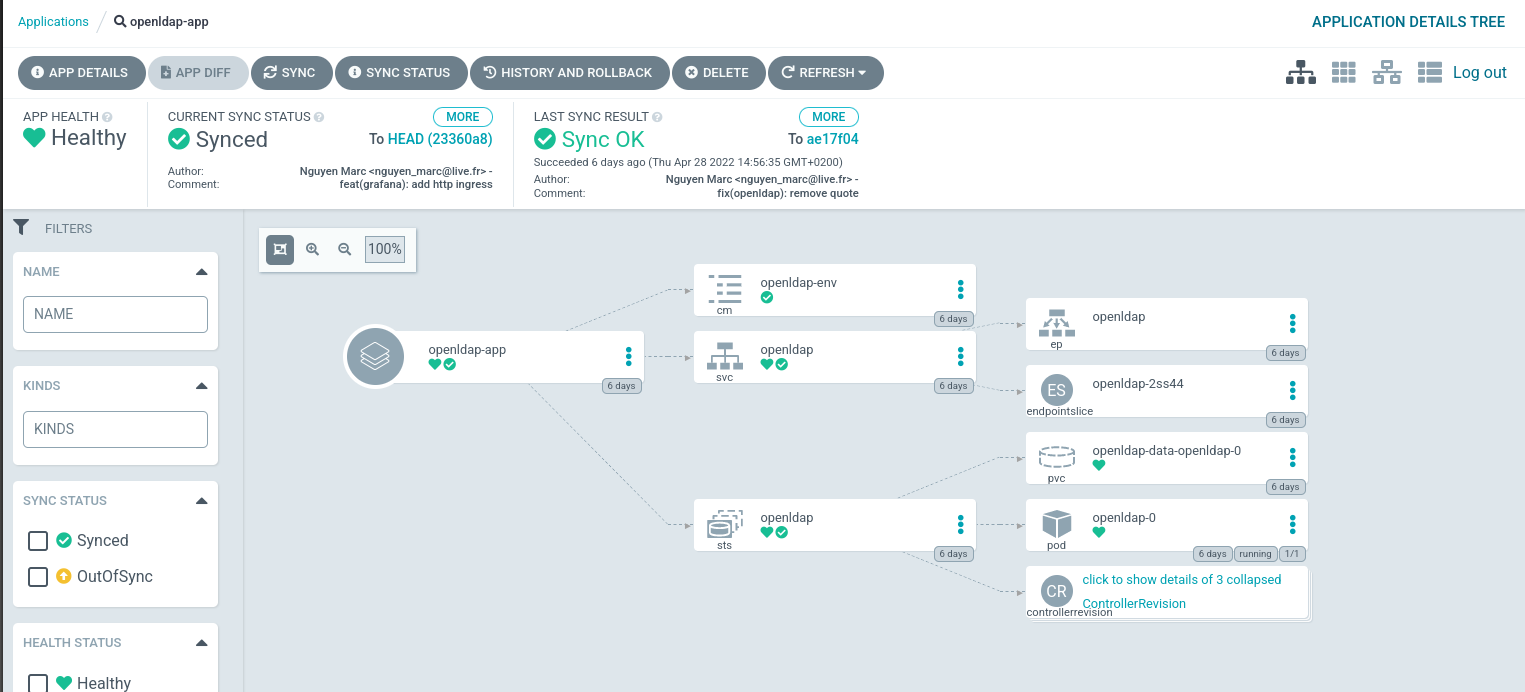 Applications / openldap-app
APPLICATION DETAILS TREE
APP DETAILS
APP DIFF
SYNC
SYNC STATUS
HISTORY AND ROLLBACK
DELETE
REFRESH
Log out
APP HEALTH
Healthy
CURRENT SYNC STATUS
MORE
Synced
To HEAD (23360a8)
Author: Nguyen Marc <nguyen_marc@live.fr> -
Comment: feat(grafana): add http ingress
LAST SYNC RESULT
MORE
Sync OK
To ae17f04
Succeeded 6 days ago (Thu Apr 28 2022 14:56:35 GMT+0200)
Author: Nguyen Marc <nguyen_marc@live.fr> -
Comment: fix(openldap): remove quote
FILTERS
NAME
NAME
KINDS
KINDS
SYNC STATUS
Synced
OutOfSync
HEALTH STATUS
Healthy
100%
openldap-app
6 days
openldap-env
cm
6 days
openldap
svc
6 days
openldap
sts
6 days
openldap
ep
6 days
ES
openldap-2ss44
endpointslice
6 days
openldap-data-openldap-0
pvc
6 days
openldap-0
pod
6 days
running
1/1
CR
click to show details of 3 collapsed
ControllerRevision
controllerrevision